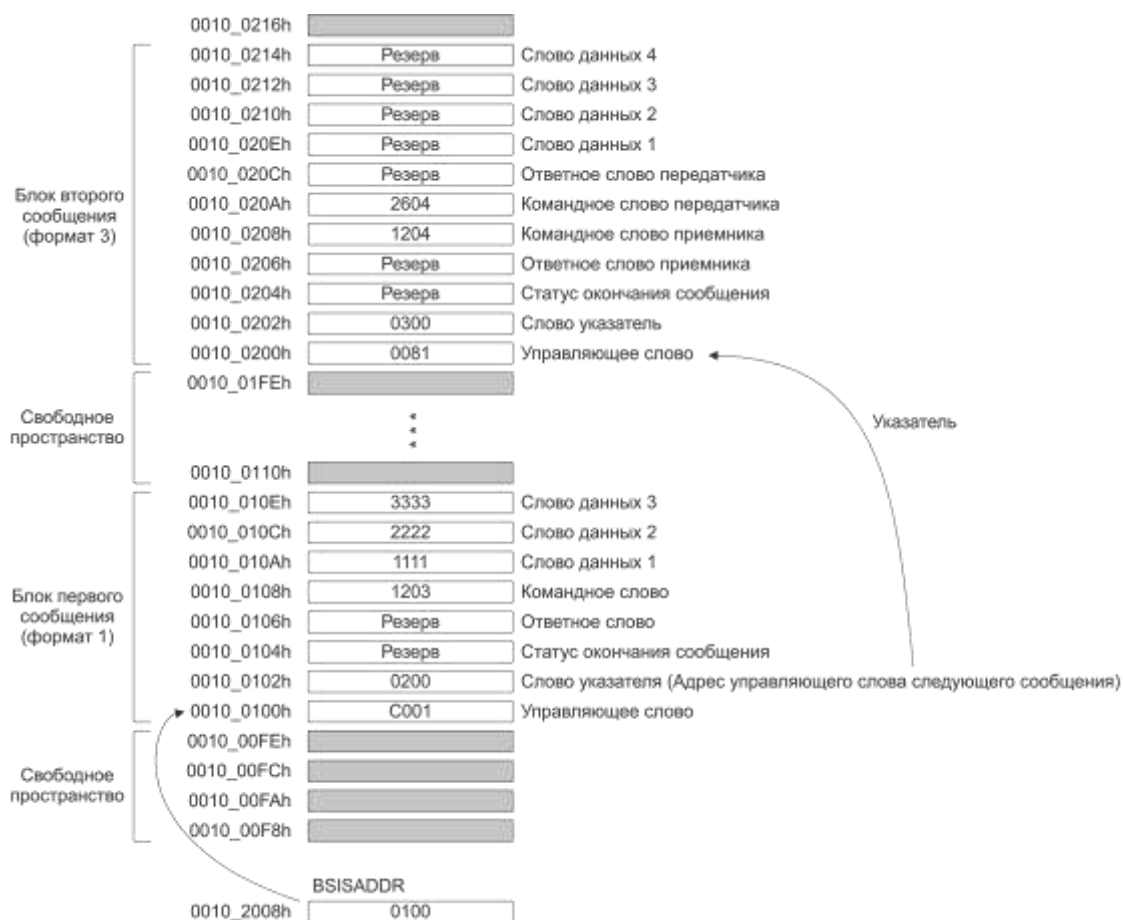 0010_0216h
0010_0214h Резерв Слово данных 4
0010_0212h Резерв Слово данных 3
0010_0210h Резерв Слово данных 2
0010_020Eh Резерв Слово данных 1
0010_020Ch Резерв Ответное слово передатчика
0010_020Ah 2604 Командное слово передатчика
0010_0208h 1204 Командное слово приемника
0010_0206h Резерв Ответное слово приемника
0010_0204h Резерв Статус окончания сообщения
0010_0202h 0300 Слово указатель
0010_0200h 0081 Управляющее слово
Блок второго
сообщения
(формат 3)
0010_01FEh
Свободное
пространство
Указатель
0010_0110h
0010_010Eh 3333 Слово данных 3
0010_010Ch 2222 Слово данных 2
0010_010Ah 1111 Слово данных 1
0010_0108h 1203 Командное слово
0010_0106h Резерв Ответное слово
0010_0104h Резерв Статус окончания сообщения
0010_0102h 0200 Слово указателя (Адрес управляющего слова следующего сообщения)
0010_0100h C001 Управляющее слово
Блок первого
сообщения
(формат 1)
0010_00FEh
0010_00FCh
0010_00FAh
0010_00F8h
Свободное
пространство
BSISADDR
0010_2008h 0100